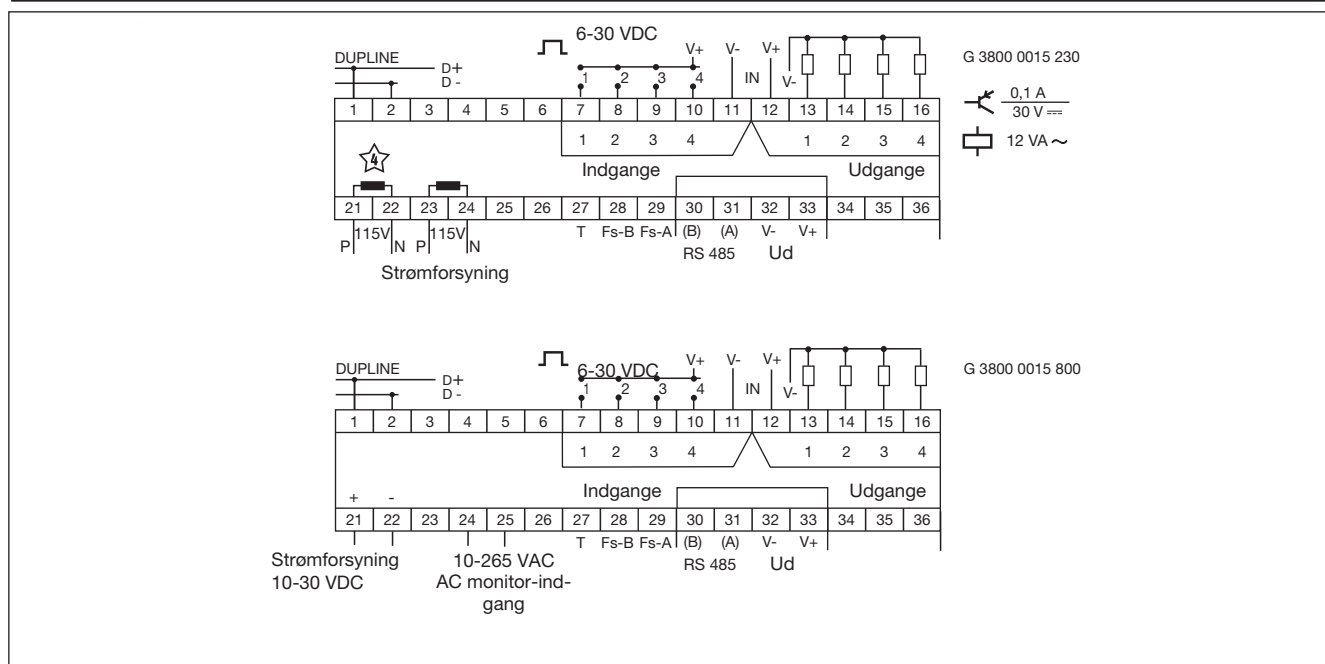 6-30 VDC
V+ V- V+
G 3800 0015 230
DUPLINE D+
D -
1 2 3 4 IN V-
0,1 A
30 V
1 2 3 4 5 6 7 8 9 10 11 12 13 14 15 16
12 VA ~
1 2 3 4 1 2 3 4
4
Indgange Udgange
21 22 23 24 25 26 27 28 29 30 31 32 33 34 35 36
P 115V N P 115V N
T Fs-B Fs-A (B) (A) V- V+
RS 485 Ud
Strømforsyning
6-30 VDC
V+ V- V+
G 3800 0015 800
DUPLINE D+
D -
1 2 3 4 IN V-
1 2 3 4 5 6 7 8 9 10 11 12 13 14 15 16
1 2 3 4 1 2 3 4
Indgange Udgange
+ -
21 22 23 24 25 26 27 28 29 30 31 32 33 34 35 36
T Fs-B Fs-A (B) (A) V- V+
RS 485 Ud
Strømforsyning
10-30 VDC
10-265 VAC
AC monitor-ind-
gang